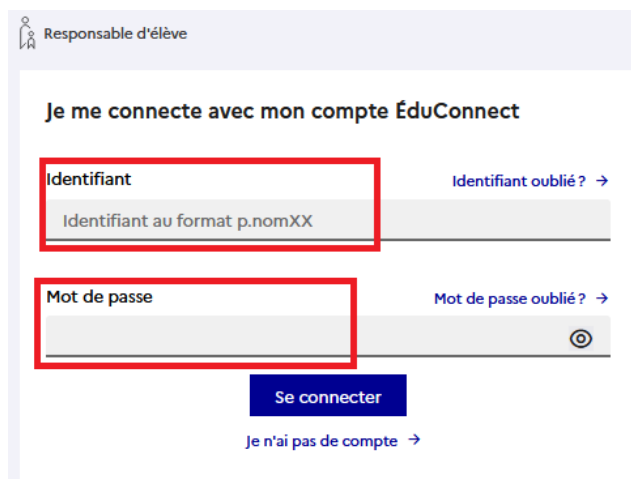 Responsable d'élève
Je me connecte avec mon compte ÉduConnect
Identifiant
Identifiant oublié ? →
Identifiant au format p.nomXX
Mot de passe
Mot de passe oublié ? →
Se connecter
Je n'ai pas de compte →